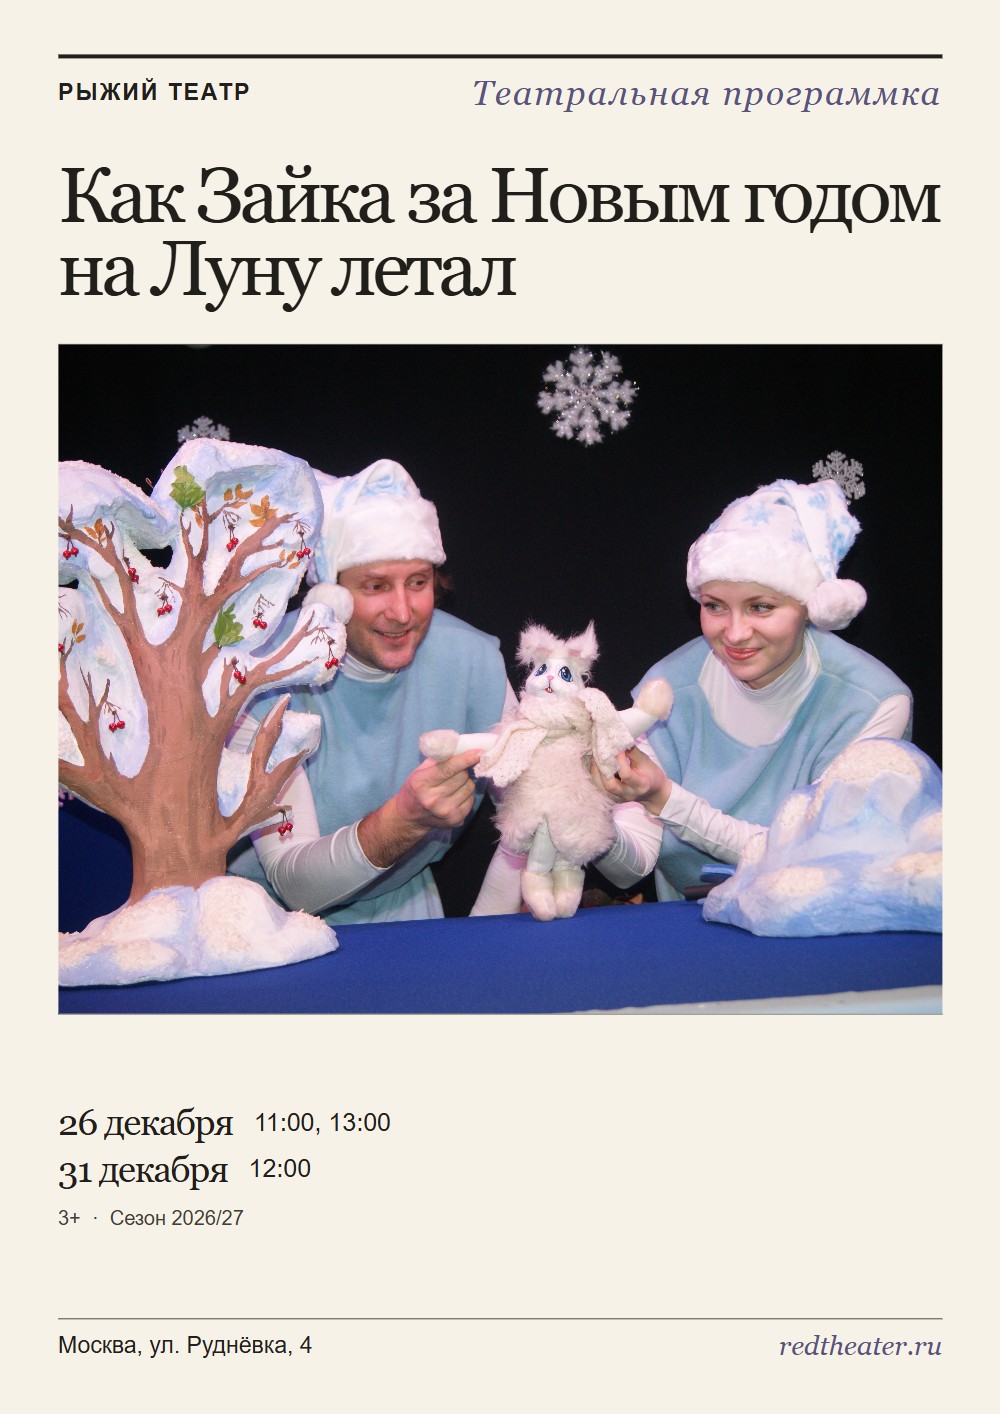 РЫЖИЙ ТЕАТР
Театральная программка
Как Зайка за Новым годом
на Луну летал
26 декабря 11:00, 13:00
31 декабря 12:00
3+ · Сезон 2026/27
Москва, ул. Руднёвка, 4
redtheater.ru